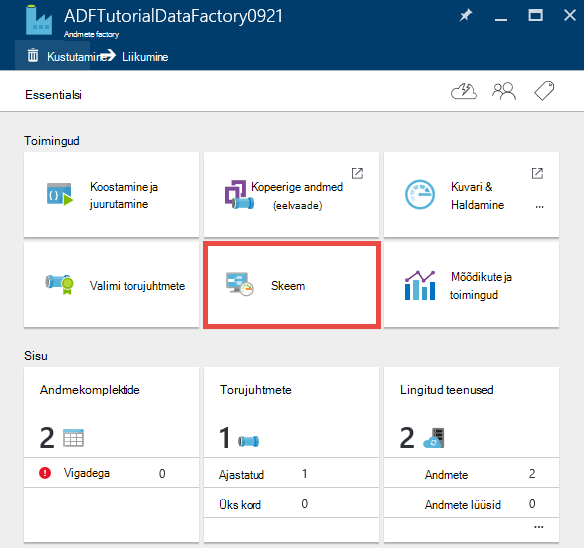 ADFTutorialDataFactory0921
Andmete factory
Kustutamine
Liikumine
Essentialsi
Toimingud
Koostamine ja
juurutamine
Kopeerige andmed
(eelvaade)
Kuvari &
Haldamine
...
Valimi torujuhtmete
Skeem
Mõõdikute ja
toimingud
Sisu
Andmekomplektide
2
Vigadega 0
Torujuhtmete
1
Ajastatud 1
Üks kord 0
Lingitud teenused
2
Andmete 2
Andmete lüüsid 0
...